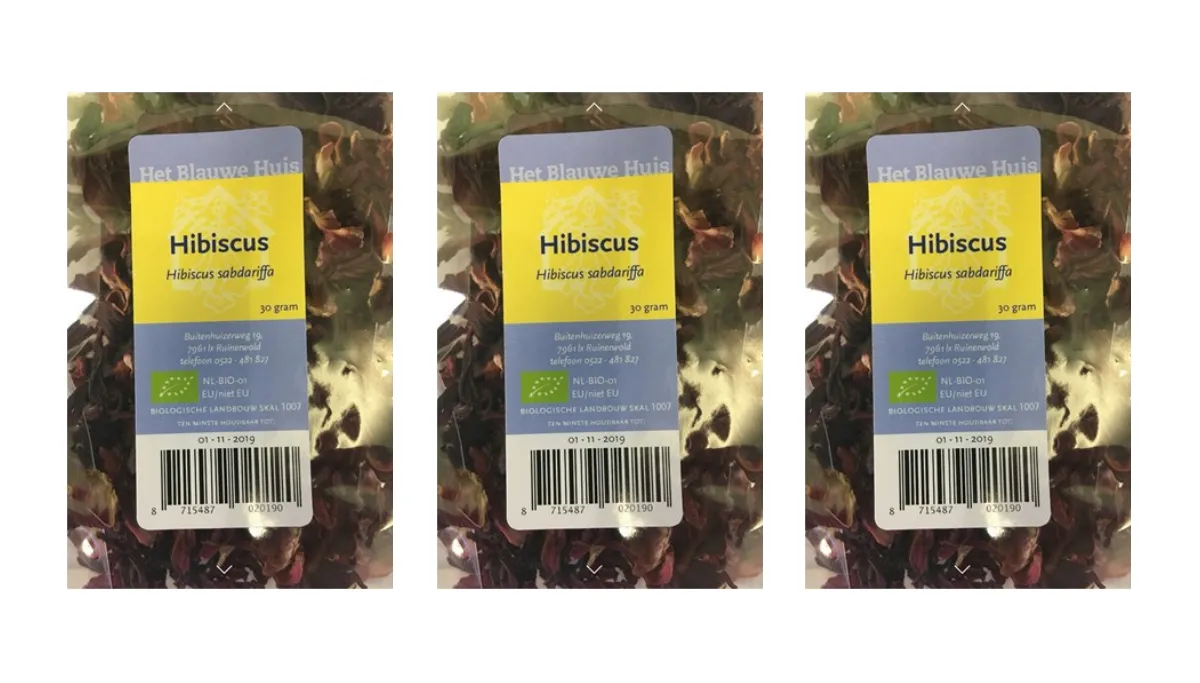 Het Blauwe Huis
Hibiscus
Hibiscus sabdariffa
30 gram
Buitenhuizerweg 19,
7961 lx Ruinerwold
telefoon 0522 - 481 827
NL-BIO-01
EU/niet EU
BIOLOGISCHE LANDBOUW SKAL 1007
TEN MINSTE HOUDBAAR TOT:
01 - 11 - 2019
8 715487 020190
Het Blauwe Huis
Hibiscus
Hibiscus sabdariffa
30 gram
Buitenhuizerweg 19,
7961 lx Ruinerwold
telefoon 0522 - 481 827
NL-BIO-01
EU/niet EU
BIOLOGISCHE LANDBOUW SKAL 1007
TEN MINSTE HOUDBAAR TOT:
01 - 11 - 2019
8 715487 020190
Het Blauwe Huis
Hibiscus
Hibiscus sabdariffa
30 gram
Buitenhuizerweg 19,
7961 lx Ruinerwold
telefoon 0522 - 481 827
NL-BIO-01
EU/niet EU
BIOLOGISCHE LANDBOUW SKAL 1007
TEN MINSTE HOUDBAAR TOT:
01 - 11 - 2019
8 715487 020190